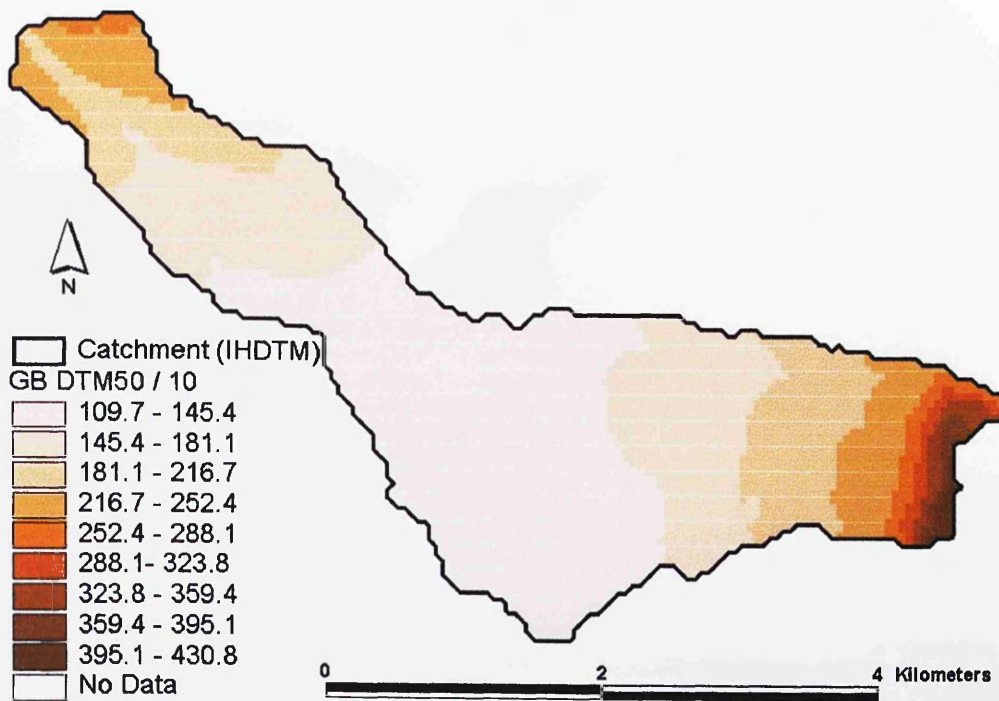 N
Catchment (IHDTM)
GB DTM50 / 10
109.7 - 145.4
145.4 - 181.1
181.1 - 216.7
216.7 - 252.4
252.4 - 288.1
288.1- 323.8
323.8 - 359.4
359.4 - 395.1
395.1 - 430.8
No Data
0 2 4 Kilometers